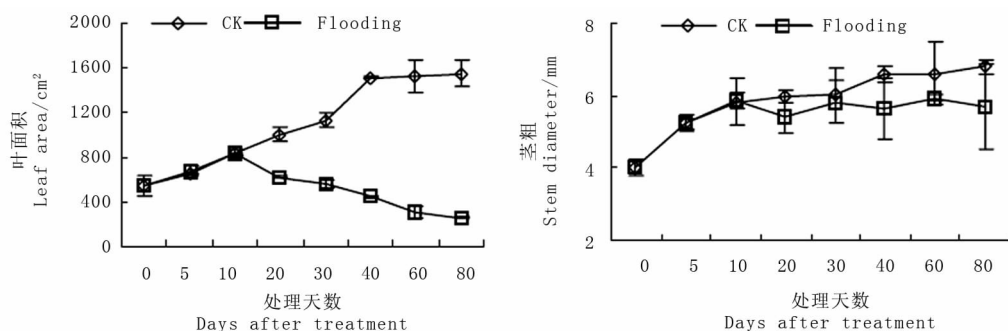 CK Flooding
2000
1600
1200
800
400
0
叶面积
Leaf area/cm²
0 5 10 20 30 40 60 80
处理天数
Days after treatment
CK Flooding
8
6
4
2
茎粗
Stem diameter/mm
0 5 10 20 30 40 60 80
处理天数
Days after treatment